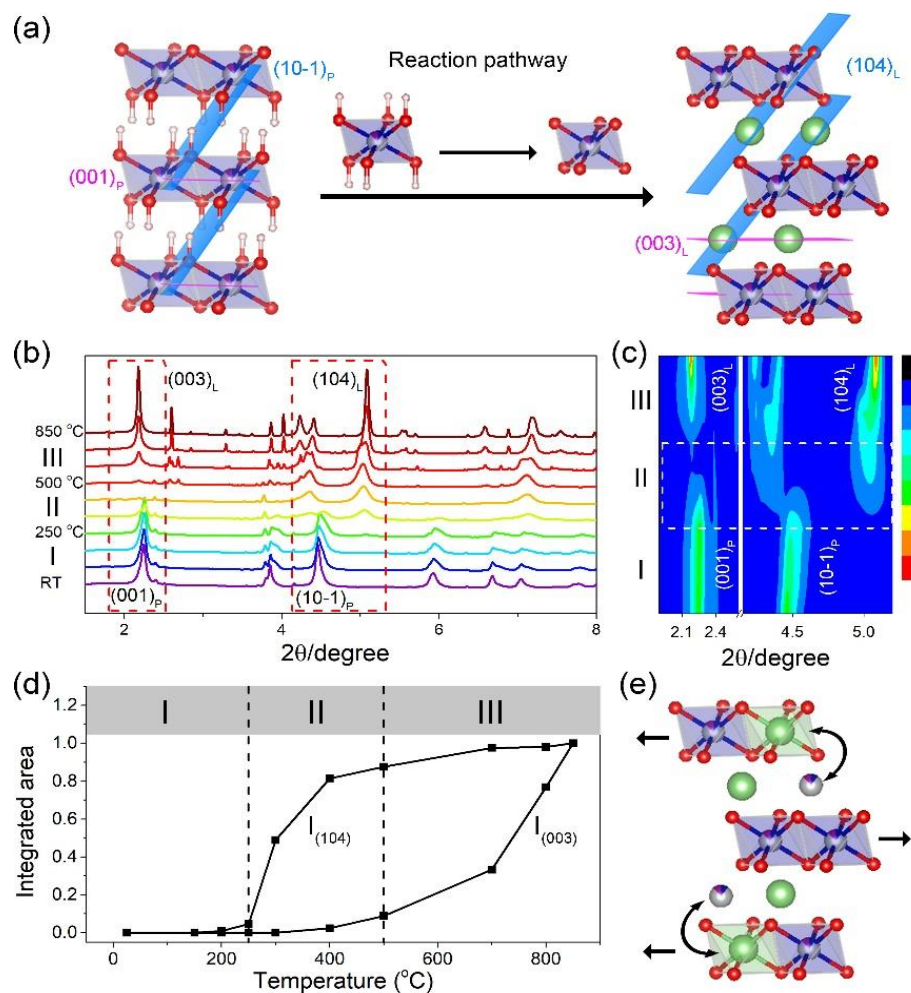 (a)
(10-1)P
(001)P
Reaction pathway
(104)L
(003)L
(b)
(003)L
(104)L
850 °C
III
500 °C
II
250 °C
I
RT
(001)P
(10-1)P
2
4
6
8
2θ/degree
(c)
III
II
I
(003)L
(104)L
(001)P
(10-1)P
2.1
2.4
4.5
5.0
2θ/degree
(d)
I
II
III
1.2
1.0
0.8
0.6
0.4
0.2
0.0
Integrated area
I(104)
I(003)
0
200
400
600
800
Temperature (°C)
(e)